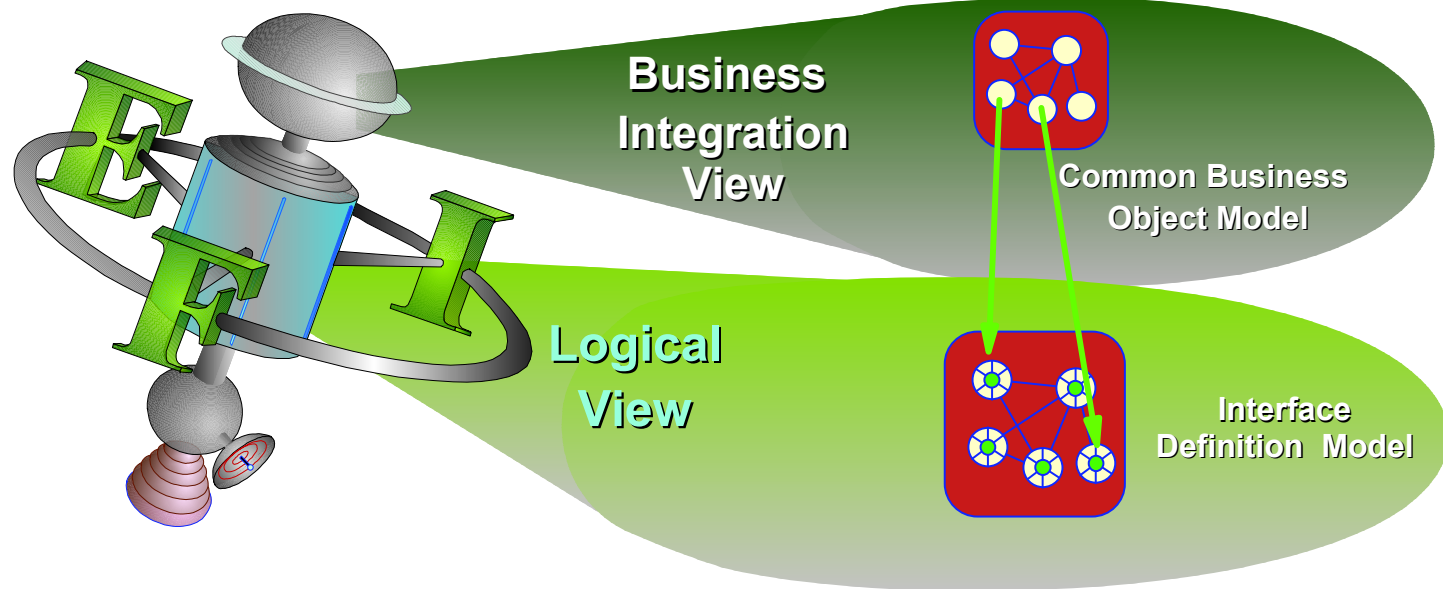 E
F
I
Business
Integration
View
Common Business
Object Model
Logical
View
Interface
Definition Model